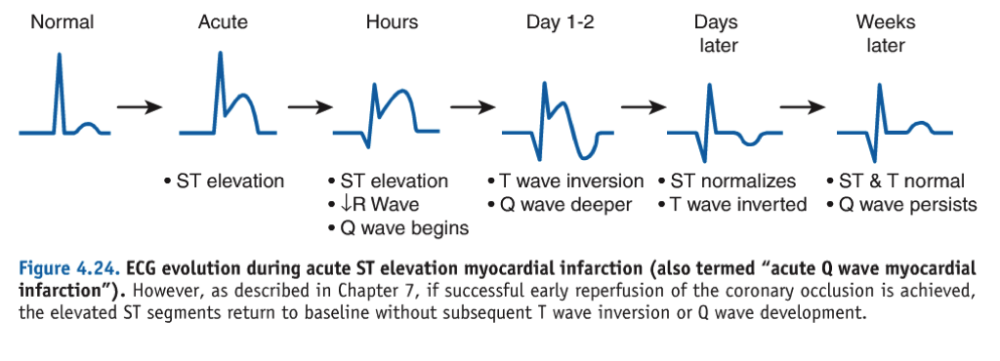 Normal
Acute
Hours
Day 1-2
Days
later
Weeks
later
• ST elevation
• ST elevation
• ↓R Wave
• Q wave begins
• T wave inversion
• Q wave deeper
• ST normalizes
• T wave inverted
• ST & T normal
• Q wave persists
Figure 4.24. ECG evolution during acute ST elevation myocardial infarction (also termed “acute Q wave myocardial
infarction”). However, as described in Chapter 7, if successful early reperfusion of the coronary occlusion is achieved,
the elevated ST segments return to baseline without subsequent T wave inversion or Q wave development.